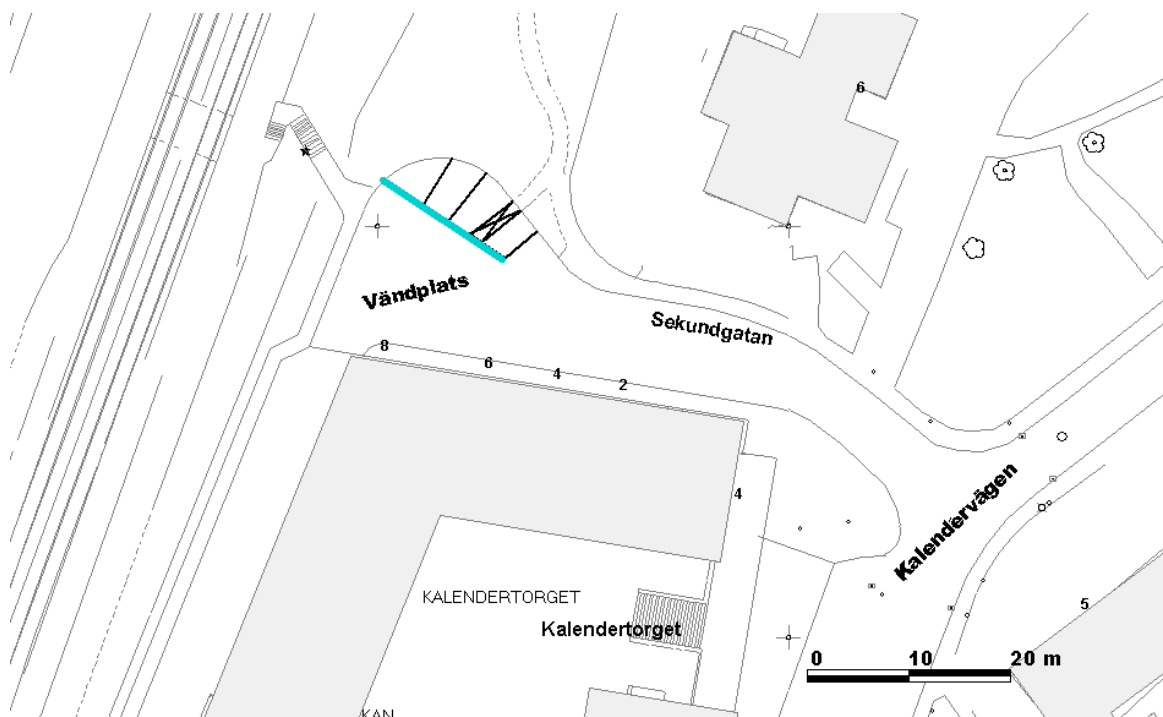 6
Vändplats
Sekundgatan
8
6
4
2
4
Kalendervägen
KALENDERTORGET
Kalendertorget
5
0 10 20 m
KAN